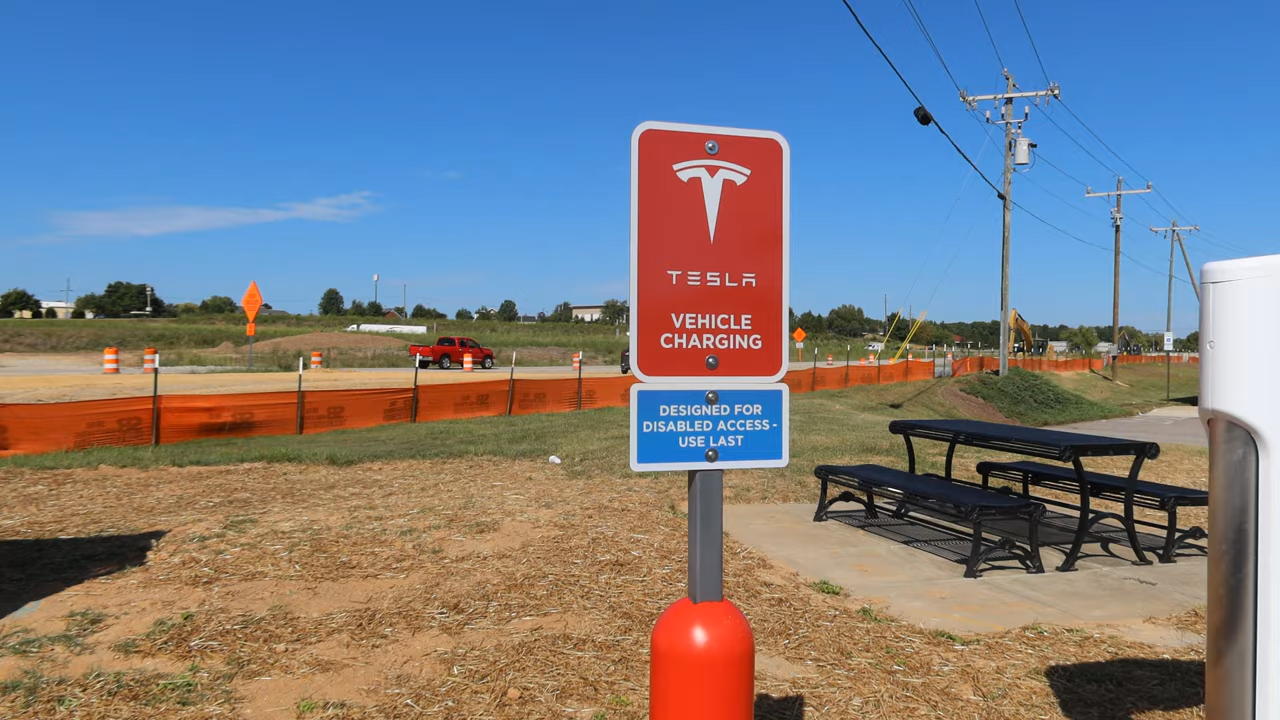 TESLA
VEHICLE
CHARGING
DESIGNED FOR
DISABLED ACCESS -
USE LAST